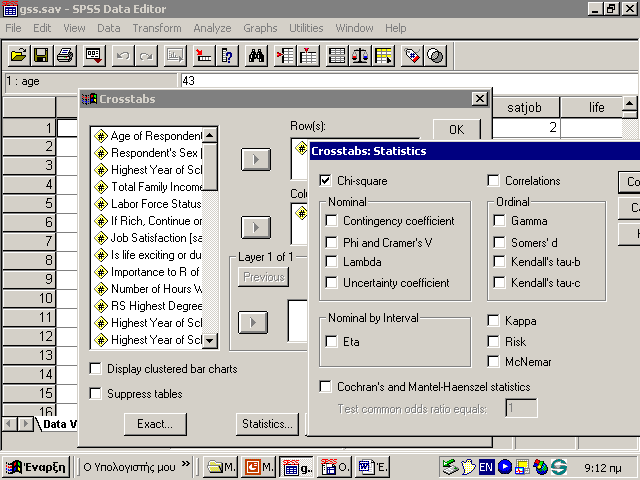 gss.sav - SPSS Data Editor
File Edit View Data Transform Analyze Graphs Utilities Window Help
1 : age 43
satjob life
1 2
2
3
4
5
6
7
8
9
10
11
12
13
14
15
16
Data V
Crosstabs
Age of Respondent
Respondent's Sex [
Highest Year of Scl
Total Family Income
Labor Force Status
If Rich, Continue or
Job Satisfaction [sa
Is life exciting or du
Importance to R of
Number of Hours W
RS Highest Degree
Highest Year of Scl
Highest Year of Scl
Row(s):
OK
Colu
Layer 1 of 1
Previous
Display clustered bar charts
Suppress tables
Exact...
Statistics...
Crosstabs: Statistics
Chi-square
Correlations
Co
Ca
H
Nominal
Contingency coefficient
Phi and Cramer's V
Lambda
Uncertainty coefficient
Ordinal
Gamma
Somers' d
Kendall's tau-b
Kendall's tau-c
Nominal by Interval
Eta
Kappa
Risk
McNemar
Cochran's and Mantel-Haenszel statistics
Test common odds ratio equals: 1
Έναρξη
Ο Υπολογιστής μου »
M.
M.
g..
O.
Έ.
EN
9:12 πμ